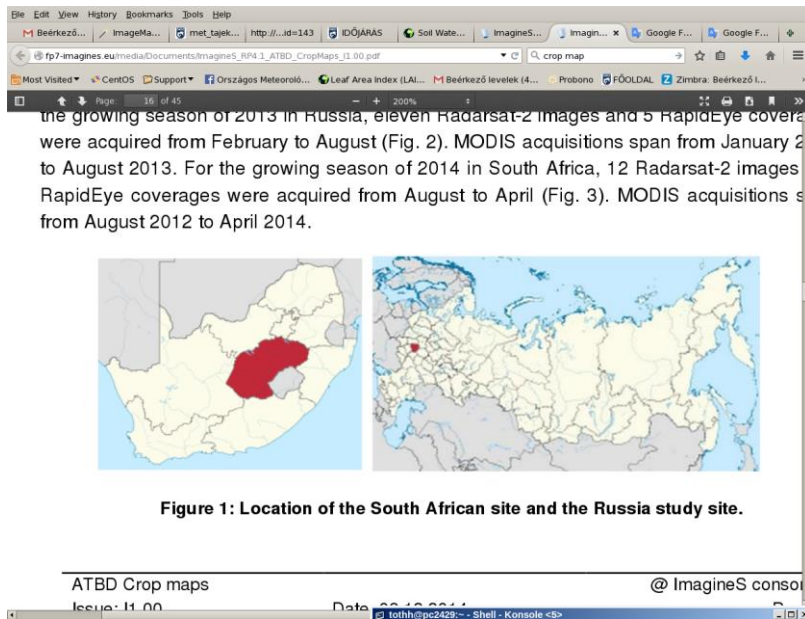 File Edit View History Bookmarks Tools Help
Beérkező... ImageMa... met_tajek... http://...id=143 IDŐJÁRÁS Soil Wate... ImagineS... Imagin... × Google F... Google F...
fp7-imagines.eu/media/Documents/ImagineS_RP4.1_ATBD_CropMaps_I1.00.pdf crop map
Most Visited CentOS Support Országos Meteoroló... Leaf Area Index (LAI... Beérkező levelek (4... Probono FŐOLDAL Zimbra: Beérkező l...
Page: 16 of 45 200%
the growing season of 2013 in Russia, eleven Radarsat-2 images and 5 RapidEye covera
were acquired from February to August (Fig. 2). MODIS acquisitions span from January 2
to August 2013. For the growing season of 2014 in South Africa, 12 Radarsat-2 images
RapidEye coverages were acquired from August to April (Fig. 3). MODIS acquisitions s
from August 2012 to April 2014.
Figure 1: Location of the South African site and the Russia study site.
ATBD Crop maps @ ImagineS consor
Issue: I1.00 Date
tothh@pc2429:~ - Shell - Konsole <5>